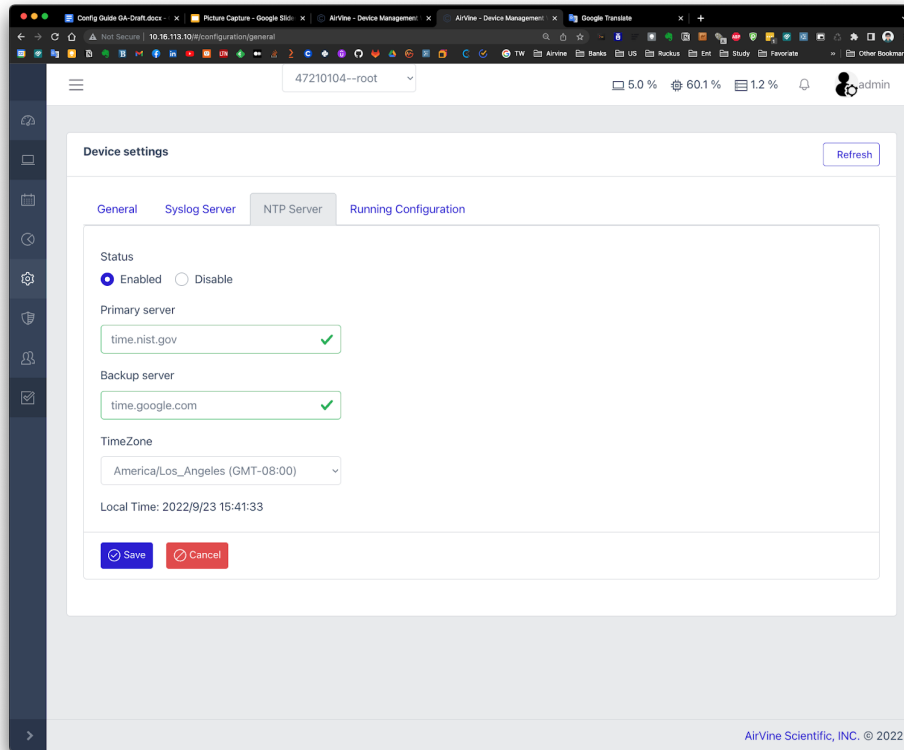 Config Guide GA-Draft.docx -
Picture Capture - Google Slide
AirVine - Device Management
AirVine - Device Management
Google Translate
Not Secure | 10.16.113.10/#/configuration/general
TW Airvine Banks US Ruckus Ent Study Favoriate » Other Bookmar
47210104--root
5.0 % 60.1 % 1.2 %
admin
Device settings
Refresh
General Syslog Server NTP Server Running Configuration
Status
Enabled Disable
Primary server
time.nist.gov
Backup server
time.google.com
TimeZone
America/Los_Angeles (GMT-08:00)
Local Time: 2022/9/23 15:41:33
Save Cancel
AirVine Scientific, INC. © 2022